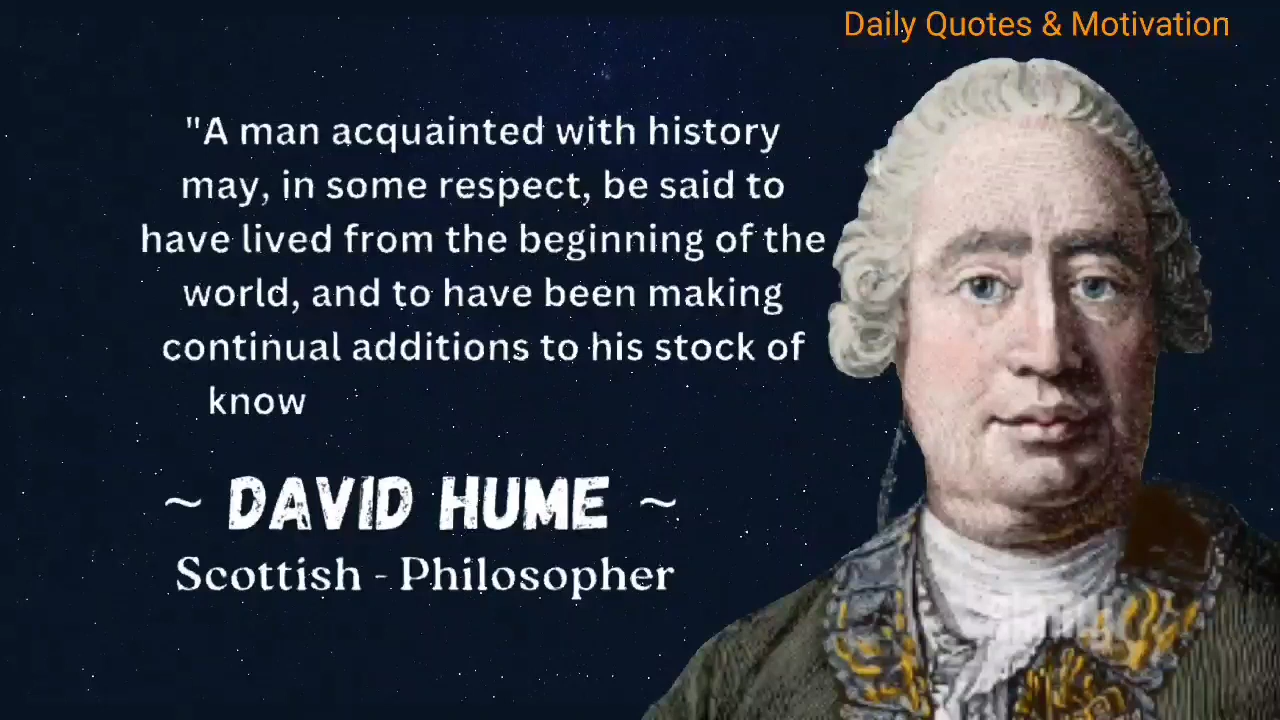 Daily Quotes & Motivation
"A man acquainted with history
may, in some respect, be said to
have lived from the beginning of the
world, and to have been making
continual additions to his stock of
know
~ DAVID HUME ~
Scottish - Philosopher